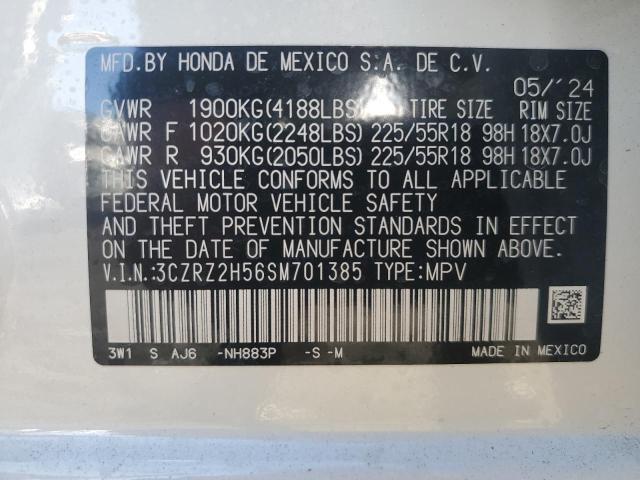 MFD.BY HONDA DE MEXICO S.A. DE C.V.
05/'24
GVWR 1900KG(4188LBS) TIRE SIZE RIM SIZE
GAWR F 1020KG(2248LBS) 225/55R18 98H 18X7.0J
GAWR R 930KG(2050LBS) 225/55R18 98H 18X7.0J
THIS VEHICLE CONFORMS TO ALL APPLICABLE
FEDERAL MOTOR VEHICLE SAFETY
AND THEFT PREVENTION STANDARDS IN EFFECT
ON THE DATE OF MANUFACTURE SHOWN ABOVE.
V.I.N.:3CZRZ2H56SM701385 TYPE:MPV
3W1 S AJ6 -NH883P -S -M MADE IN MEXICO